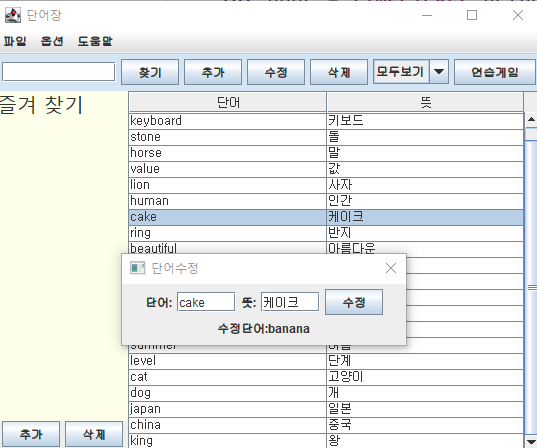 단어장
파일 옵션 도움말
찾기 추가 수정 삭제 모두보기 연습게임
즐겨 찾기
단어 뜻
keyboard 키보드
stone 돌
horse 말
value 값
lion 사자
human 인간
cake 케이크
ring 반지
beautiful 아름다운
단어수정
단어: cake 뜻: 케이크 수정
수정단어:banana
summer 여름
level 단계
cat 고양이
dog 개
japan 일본
china 중국
king 왕
추가 삭제